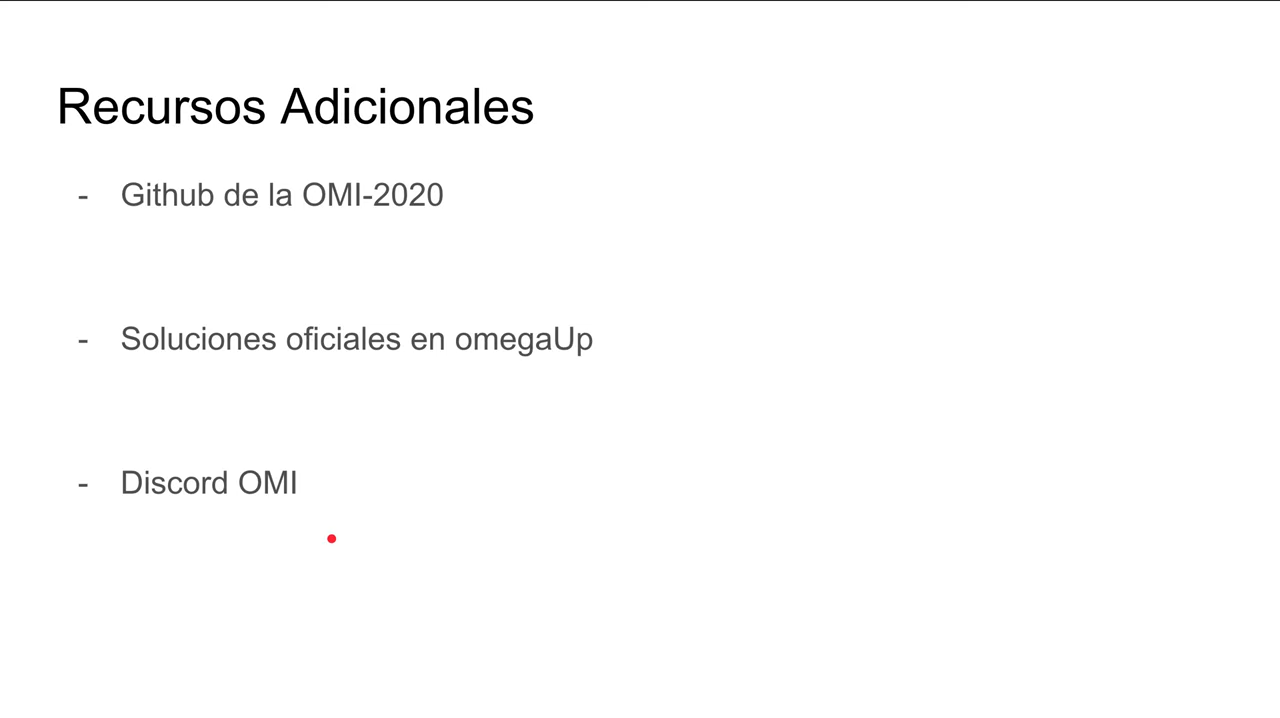 Recursos Adicionales
- Github de la OMI-2020
- Soluciones oficiales en omegaUp
- Discord OMI